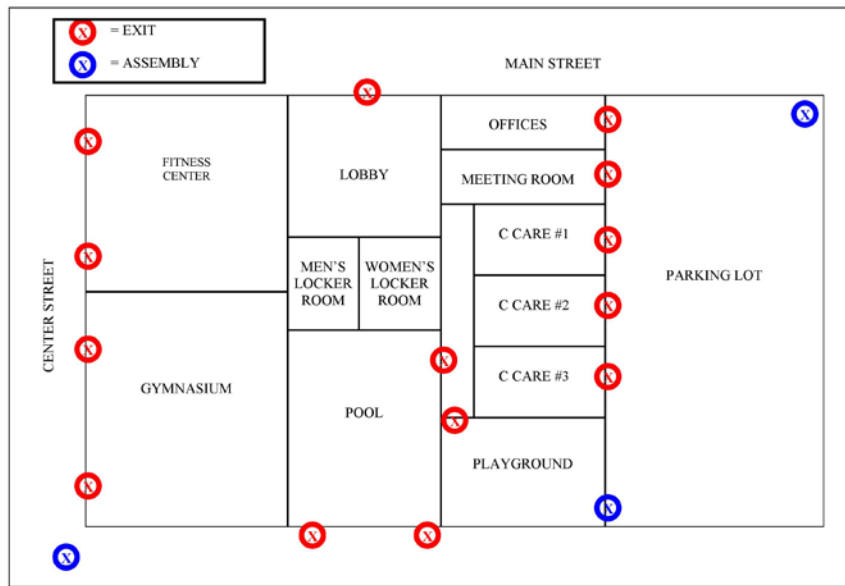 X = EXIT
X = ASSEMBLY
MAIN STREET
X
X
X
OFFICES
X
FITNESS
CENTER
LOBBY
MEETING ROOM
X
C CARE #1
X
X
MEN'S
LOCKER
ROOM
WOMEN'S
LOCKER
ROOM
PARKING LOT
C CARE #2
X
CENTER STREET
X
X
C CARE #3
X
GYMNASIUM
POOL
X
PLAYGROUND
X
X
X
X
X